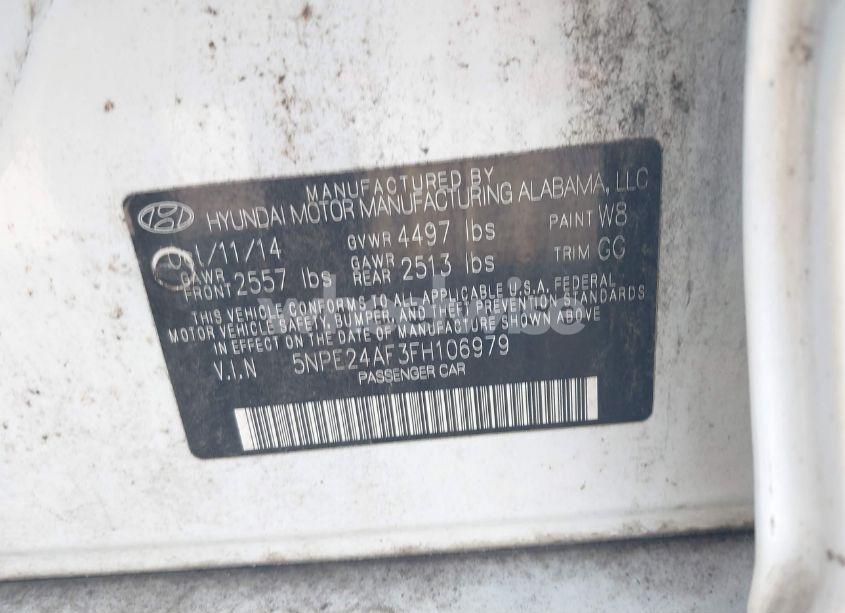 MANUFACTURED BY
HYUNDAI MOTOR MANUFACTURING ALABAMA, LLC
/11/14 GVWR 4497 lbs PAINT W8
GAWR FRONT 2557 lbs GAWR REAR 2513 lbs TRIM GG
THIS VEHICLE CONFORMS TO ALL APPLICABLE U.S.A. FEDERAL
MOTOR VEHICLE SAFETY, BUMPER, AND THEFT PREVENTION STANDARDS
IN EFFECT ON THE DATE OF MANUFACTURE SHOWN ABOVE
V.I.N 5NPE24AF3FH106979
PASSENGER CAR